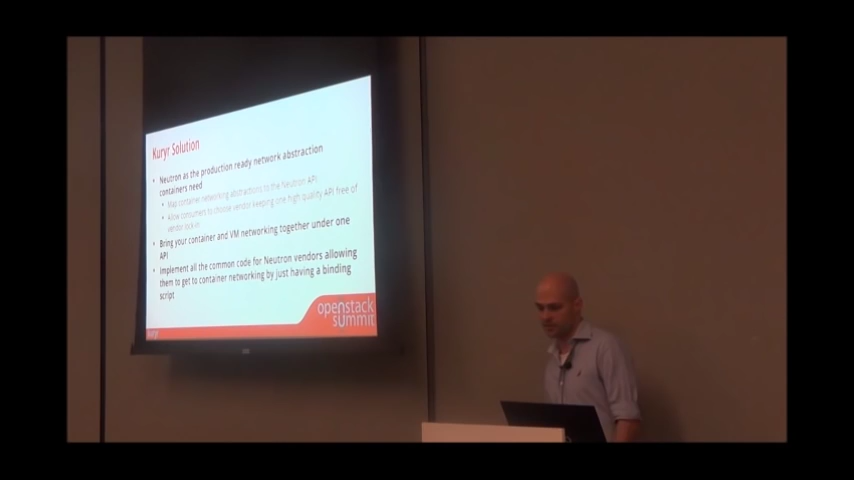 Kuryr Solution
• Neutron as the production ready network abstraction
containers need
• Map container networking abstractions to the Neutron API
• Allow consumers to choose vendor keeping one high quality API free of
vendor lock-in
• Bring your container and VM networking together under one
API
• Implement all the common code for Neutron vendors allowing
them to get to container networking by just having a binding
script
openstack
summit